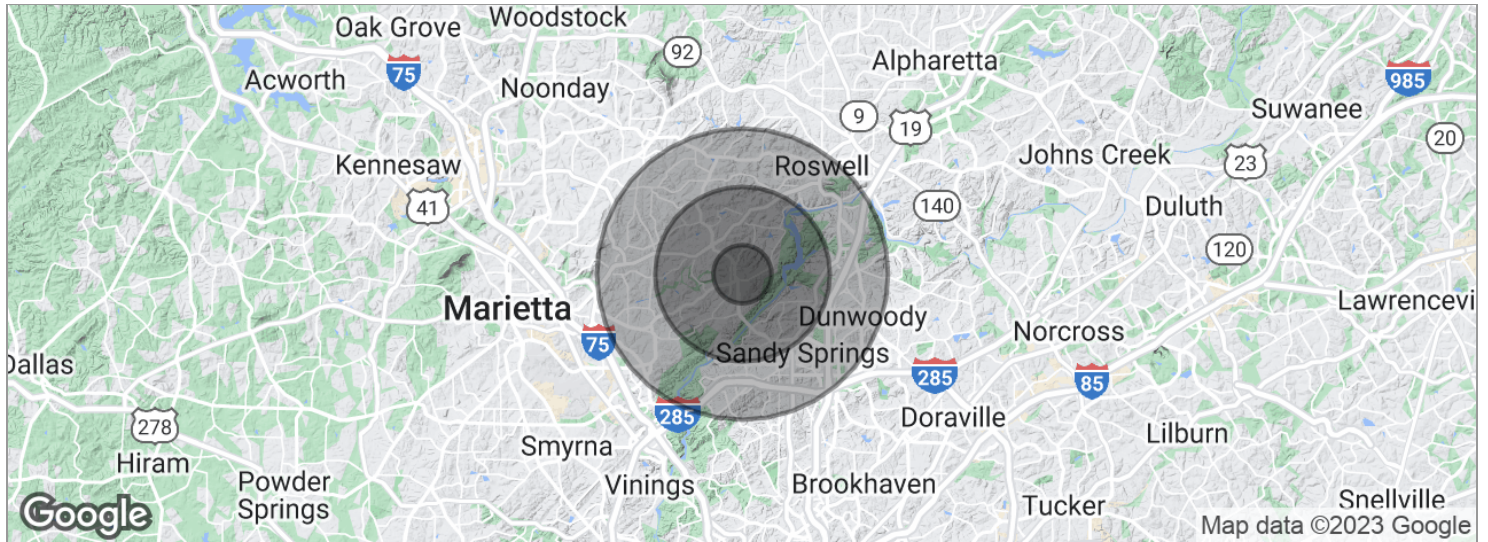 Woodstock
Oak Grove
92
Alpharetta
75
Acworth
985
Noonday
Suwanee
9
19
20
Kennesaw
Roswell
Johns Creek
23
41
140
Duluth
120
Marietta
Lawrencevi
Dunwoody
Norcross
75
Sandy Springs
Dallas
285
85
285
278
Doraville
Lilburn
Smyrna
Hiram
Powder
Springs
Vinings
Brookhaven
Tucker
Snellville
Google
Map data ©2023 Google